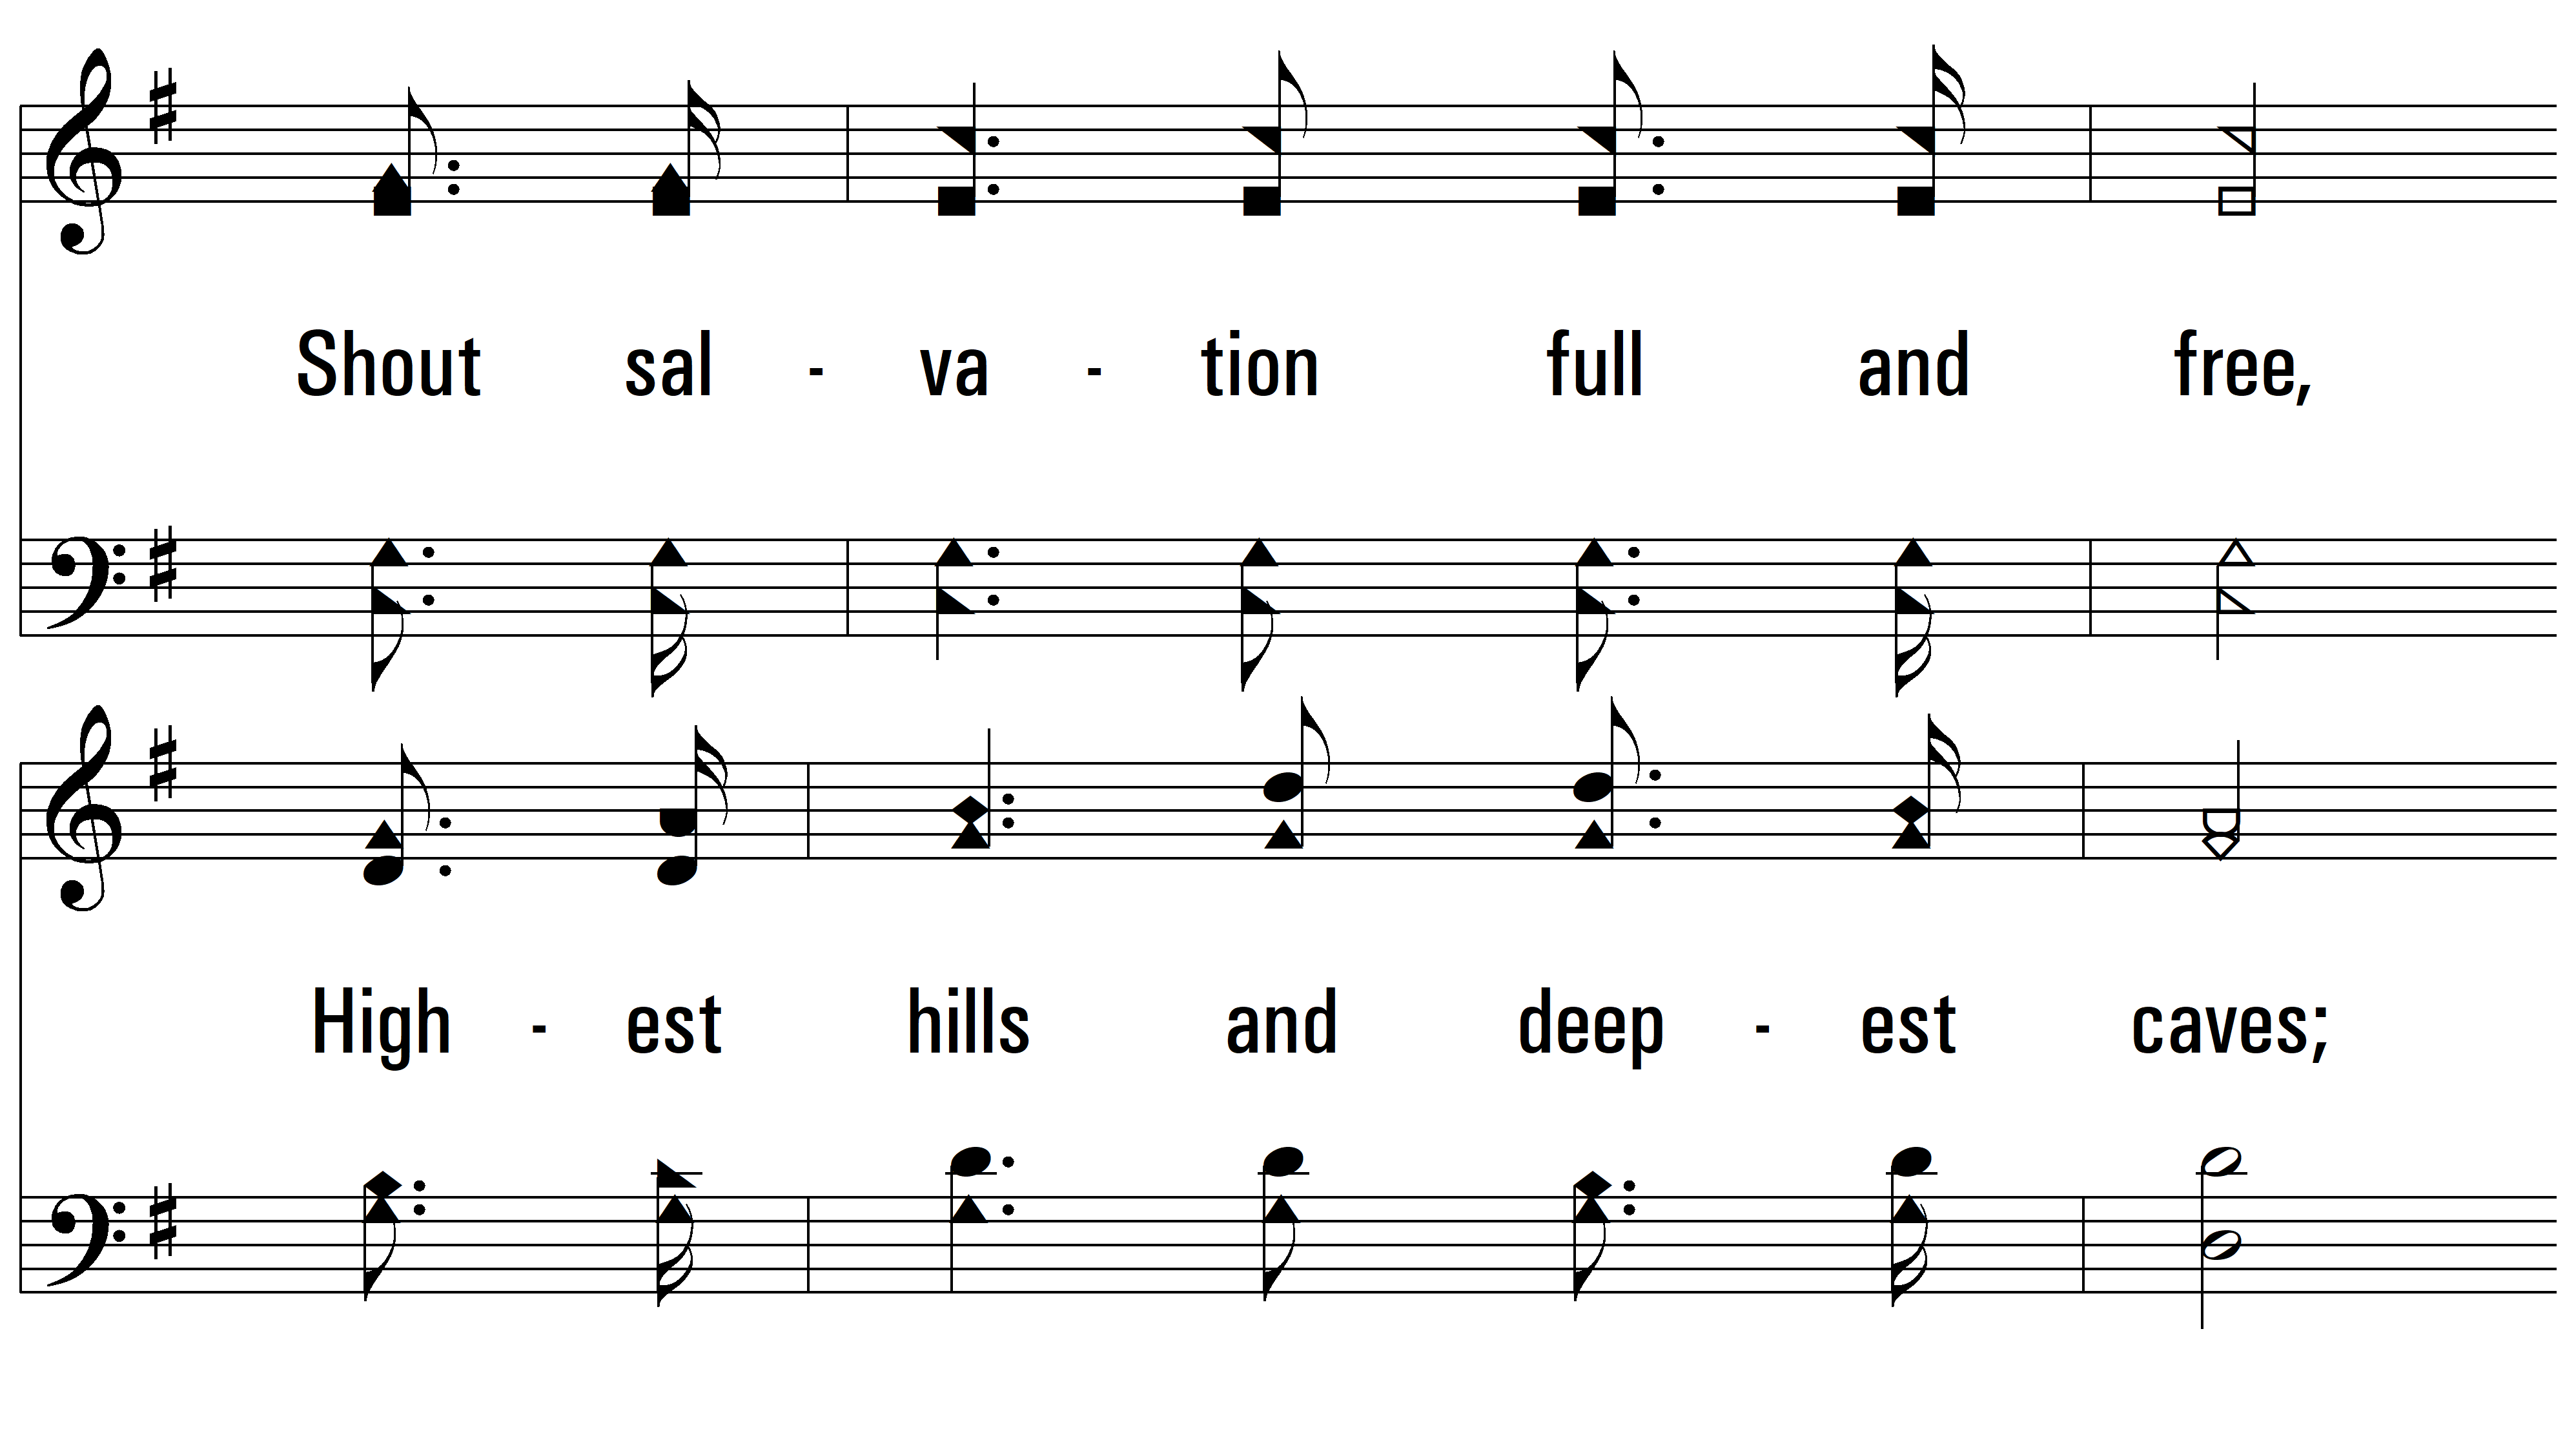 Shout sal - va - tion full and free,
High - est hills and deep - est caves;